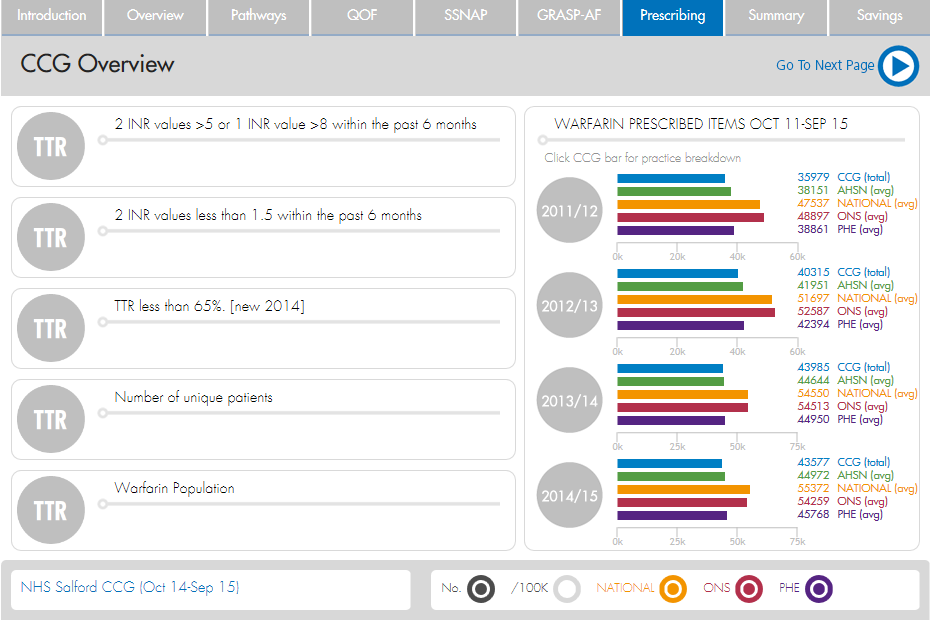 Introduction
Overview
Pathways
QOF
SSNAP
GRASP-AF
Prescribing
Summary
Savings
CCG Overview
Go To Next Page
TTR
2 INR values >5 or 1 INR value >8 within the past 6 months
TTR
2 INR values less than 1.5 within the past 6 months
TTR
TTR less than 65%. [new 2014]
TTR
Number of unique patients
TTR
Warfarin Population
WARFARIN PRESCRIBED ITEMS OCT 11-SEP 15
Click CCG bar for practice breakdown
2011/12
35979 CCG (total)
38151 AHSN (avg)
47537 NATIONAL (avg)
48897 ONS (avg)
38861 PHE (avg)
0k 20k 40k 60k
2012/13
40315 CCG (total)
41951 AHSN (avg)
51697 NATIONAL (avg)
52587 ONS (avg)
42394 PHE (avg)
0k 20k 40k 60k
2013/14
43985 CCG (total)
44644 AHSN (avg)
54550 NATIONAL (avg)
54513 ONS (avg)
44950 PHE (avg)
0k 25k 50k 75k
2014/15
43577 CCG (total)
44972 AHSN (avg)
55372 NATIONAL (avg)
54259 ONS (avg)
45768 PHE (avg)
0k 25k 50k 75k
NHS Salford CCG (Oct 14-Sep 15)
No. /100K NATIONAL ONS PHE